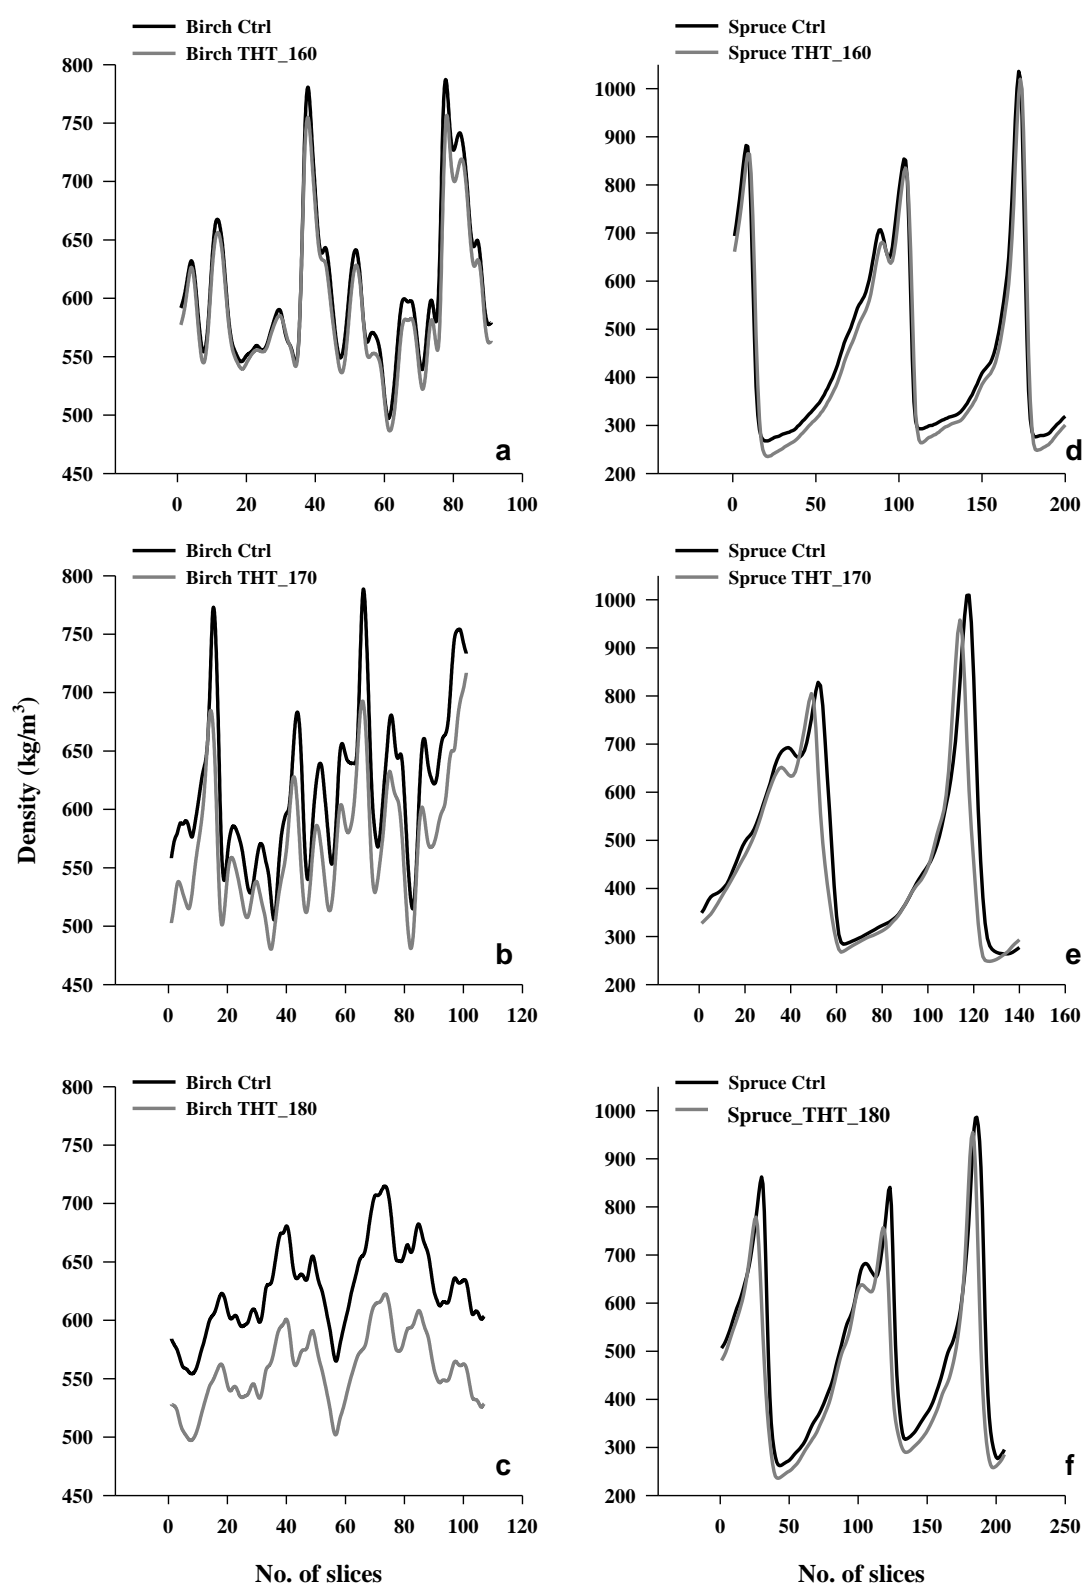 Birch Ctrl
Birch THT_160
800
750
700
650
600
550
500
450
0 20 40 60 80 100
a
Spruce Ctrl
Spruce THT_160
1000
900
800
700
600
500
400
300
200
0 50 100 150 200
d
Birch Ctrl
Birch THT_170
800
750
700
650
600
550
500
450
0 20 40 60 80 100 120
b
Density (kg/m³)
Spruce Ctrl
Spruce THT_170
1000
900
800
700
600
500
400
300
200
0 20 40 60 80 100 120 140 160
e
Birch Ctrl
Birch THT_180
800
750
700
650
600
550
500
450
0 20 40 60 80 100 120
c
No. of slices
Spruce Ctrl
Spruce_THT_180
1000
900
800
700
600
500
400
300
200
0 50 100 150 200 250
f
No. of slices